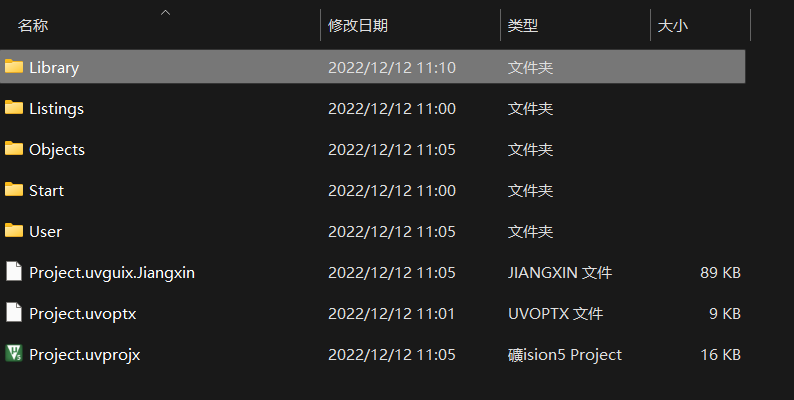 名称 修改日期 类型 大小
Library 2022/12/12 11:10 文件夹
Listings 2022/12/12 11:00 文件夹
Objects 2022/12/12 11:05 文件夹
Start 2022/12/12 11:00 文件夹
User 2022/12/12 11:05 文件夹
Project.uvguix.Jiangxin 2022/12/12 11:05 JIANGXIN 文件 89 KB
Project.uvoptx 2022/12/12 11:01 UVOPTX 文件 9 KB
Project.uvprojx 2022/12/12 11:05 礦ision5 Project 16 KB